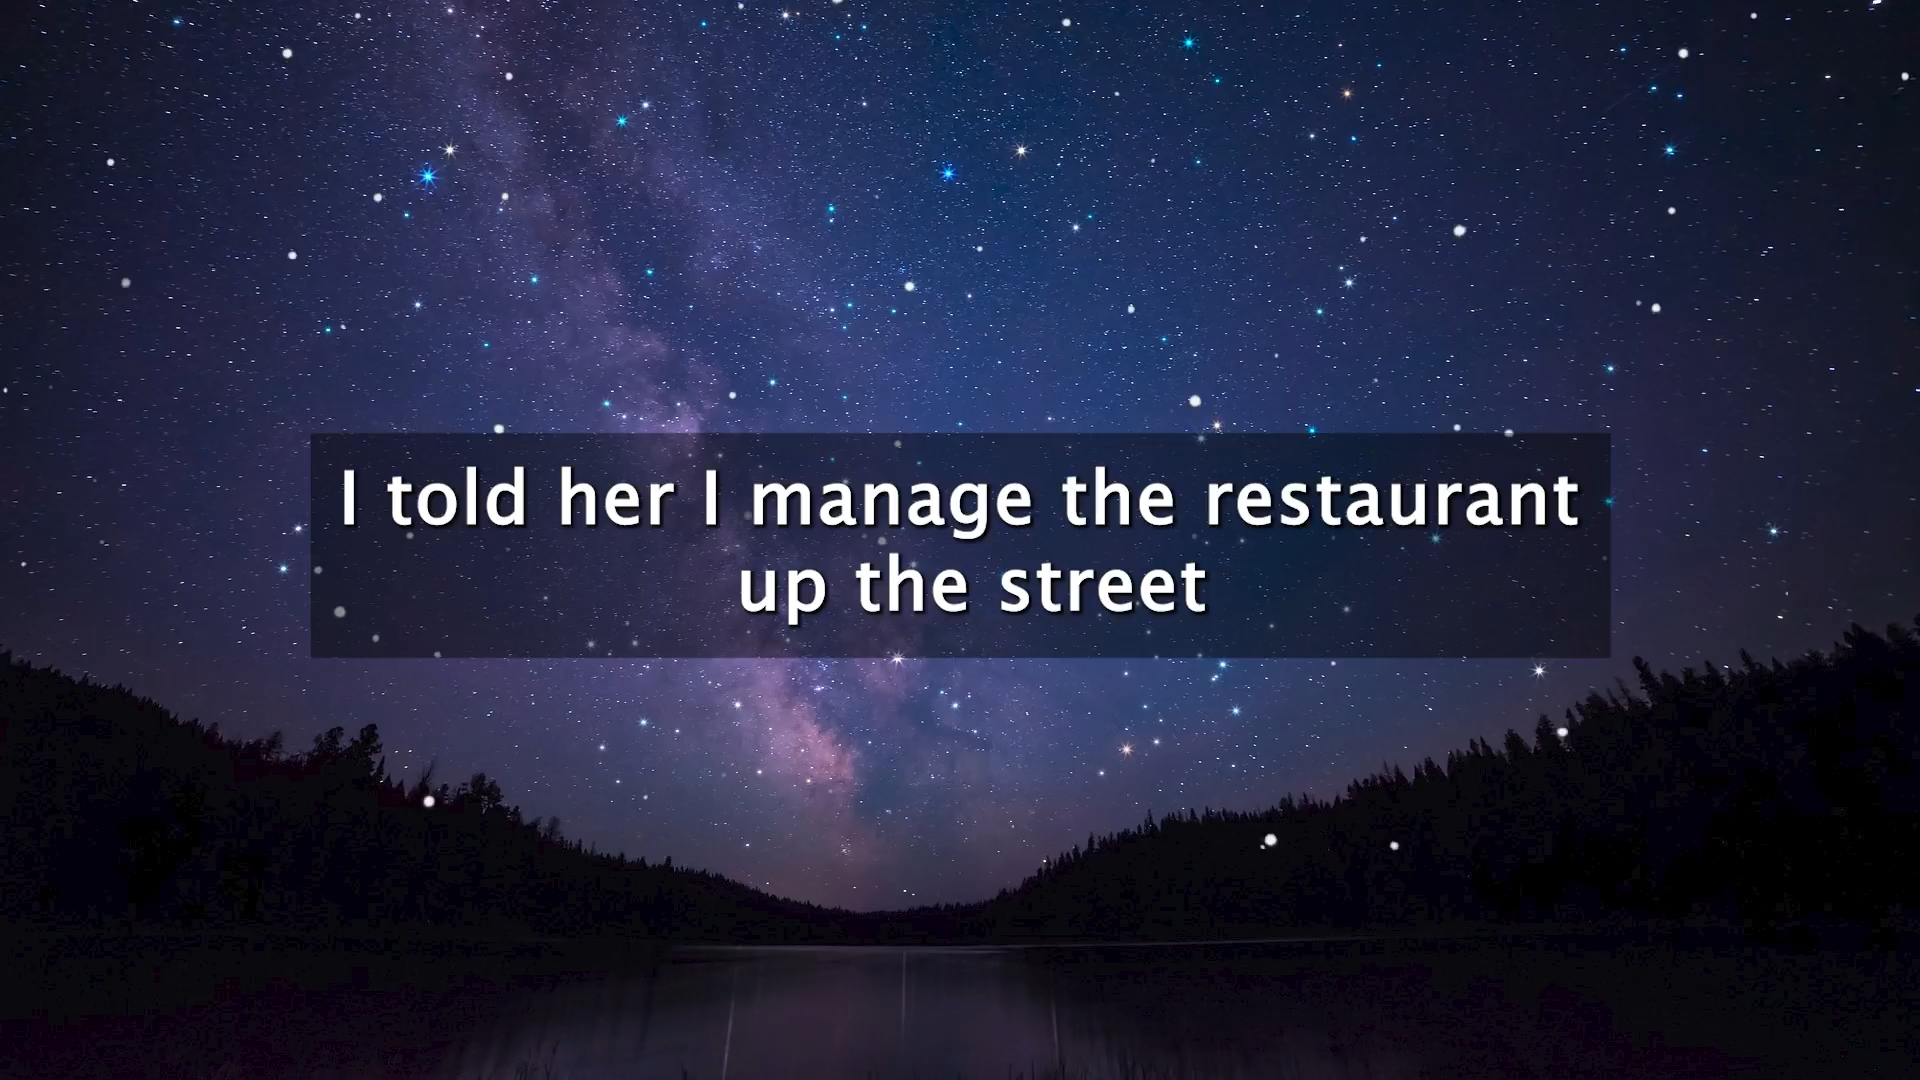 I told her I manage the restaurant
up the street